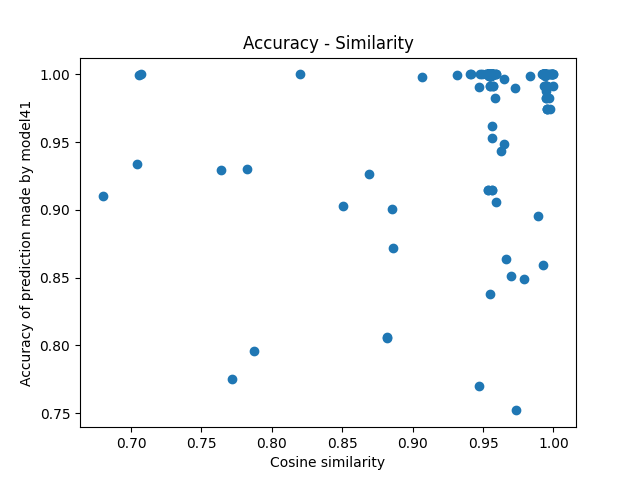 Accuracy - Similarity
Accuracy of prediction made by model41
1.00
0.95
0.90
0.85
0.80
0.75
0.70 0.75 0.80 0.85 0.90 0.95 1.00
Cosine similarity